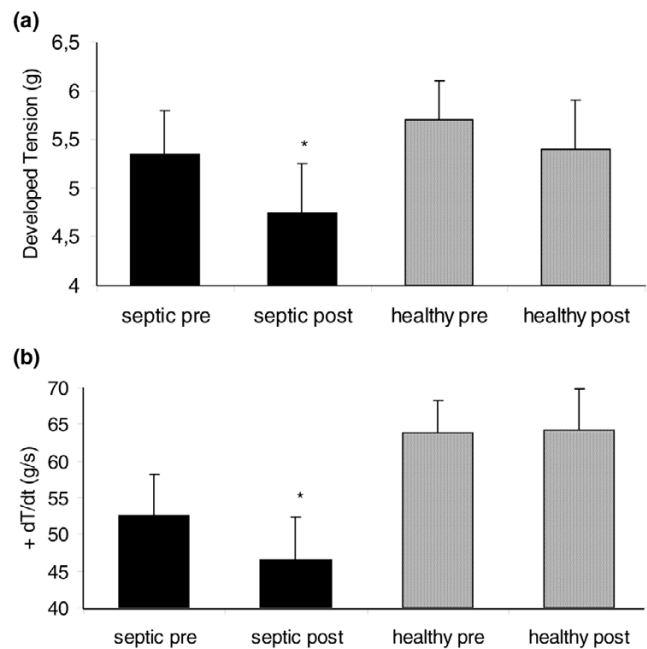 (a)
Developed Tension (g)
6,5
6
5,5
5
4,5
4
*
septic pre septic post healthy pre healthy post
(b)
+ dT/dt (g/s)
70
65
60
55
50
45
40
*
septic pre septic post healthy pre healthy post